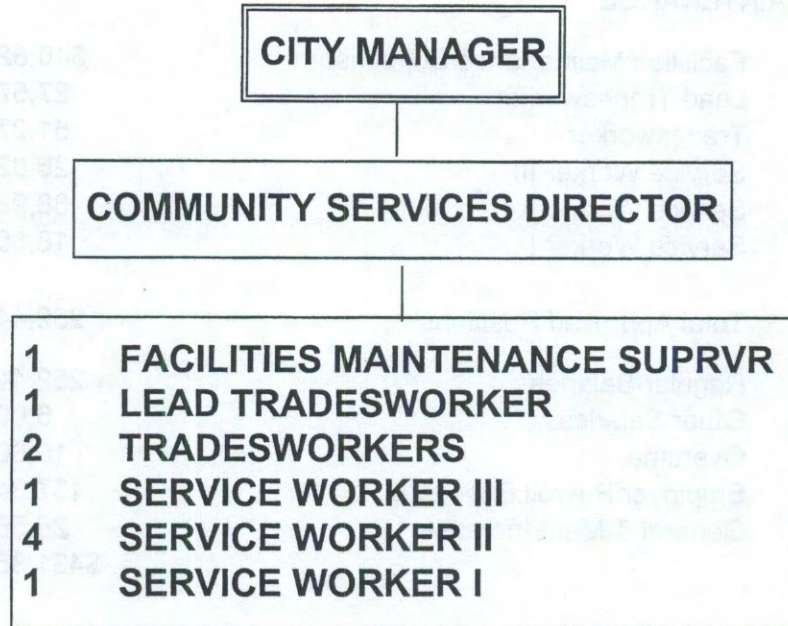 CITY MANAGER
COMMUNITY SERVICES DIRECTOR
1 FACILITIES MAINTENANCE SUPRVR
1 LEAD TRADESWORKER
2 TRADESWORKERS
1 SERVICE WORKER III
4 SERVICE WORKER II
1 SERVICE WORKER I